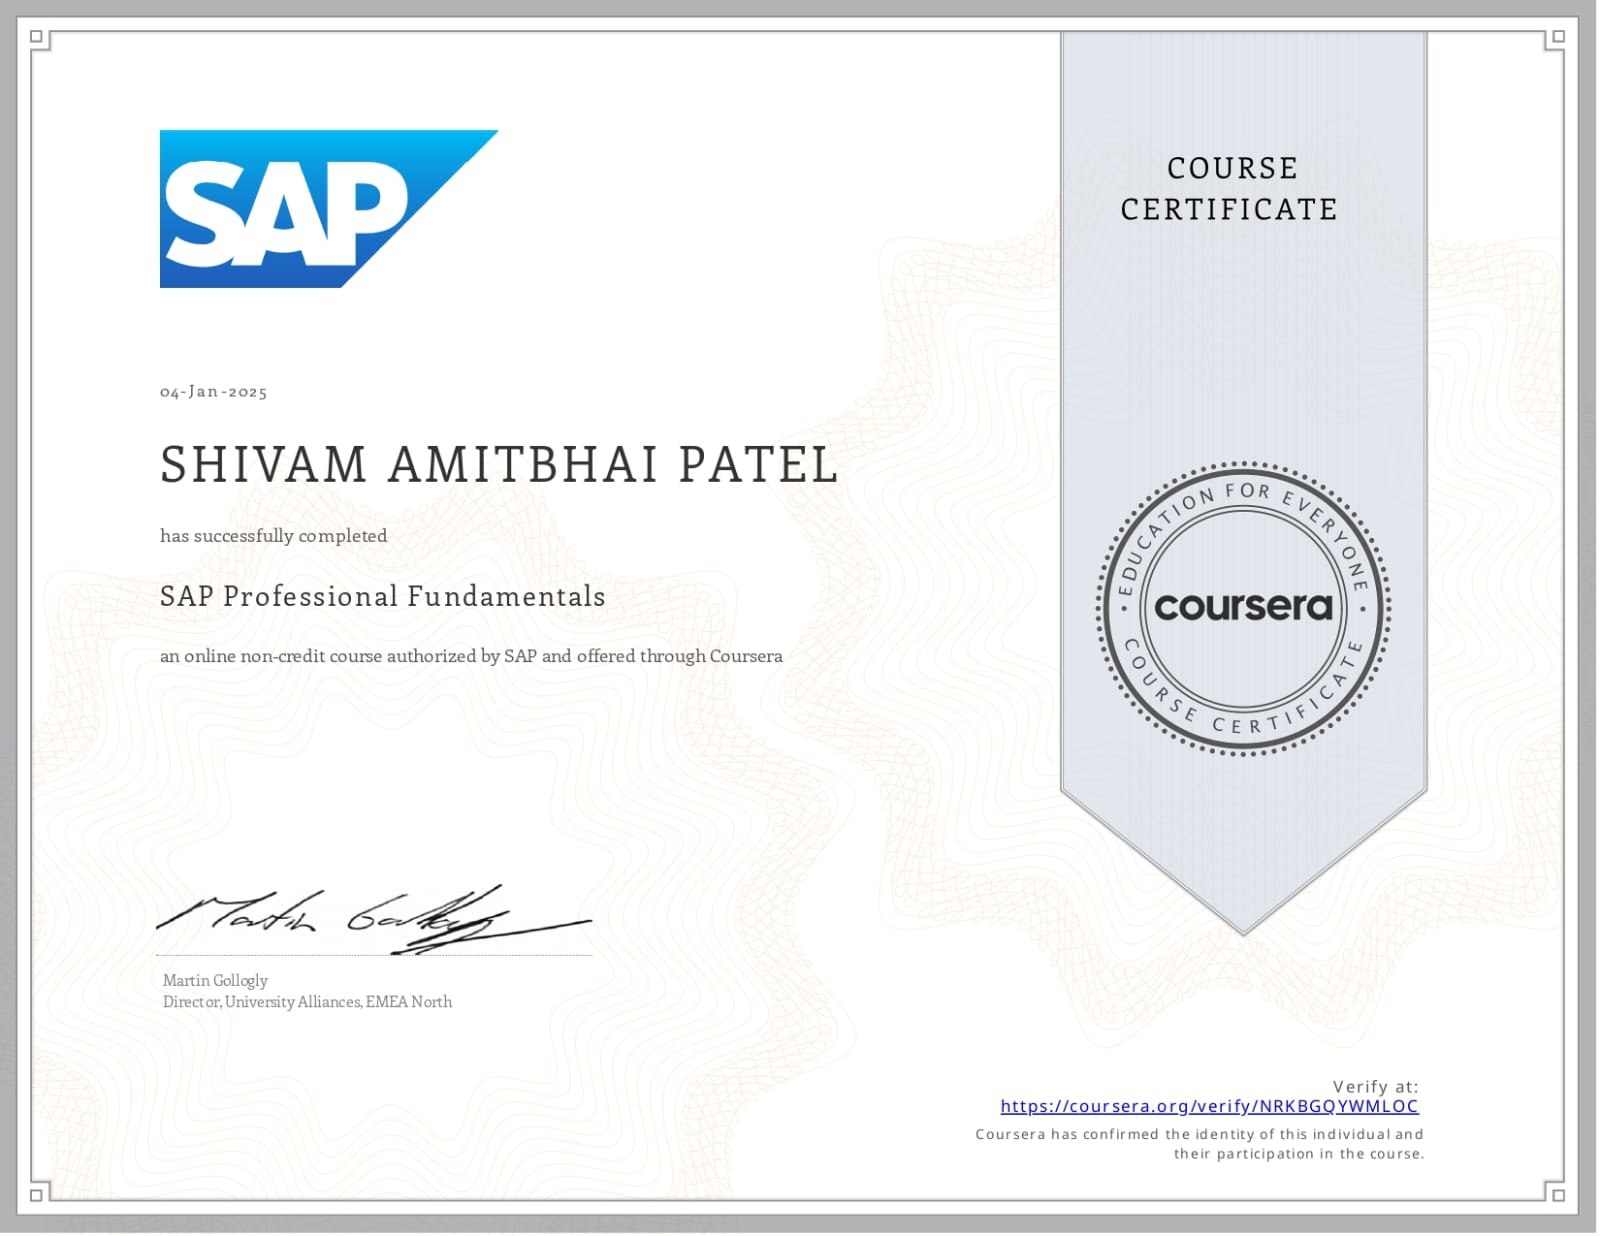 SAP
COURSE
CERTIFICATE
04-Jan-2025
SHIVAM AMITBHAI PATEL
has successfully completed
SAP Professional Fundamentals
an online non-credit course authorized by SAP and offered through Coursera
EDUCATION FOR EVERYONE
coursera
COURSE CERTIFICATE
Martin Gollogly
Martin Gollogly
Director, University Alliances, EMEA North
Verify at:
https://coursera.org/verify/NRKBGQYWMLOC
Coursera has confirmed the identity of this individual and
their participation in the course.